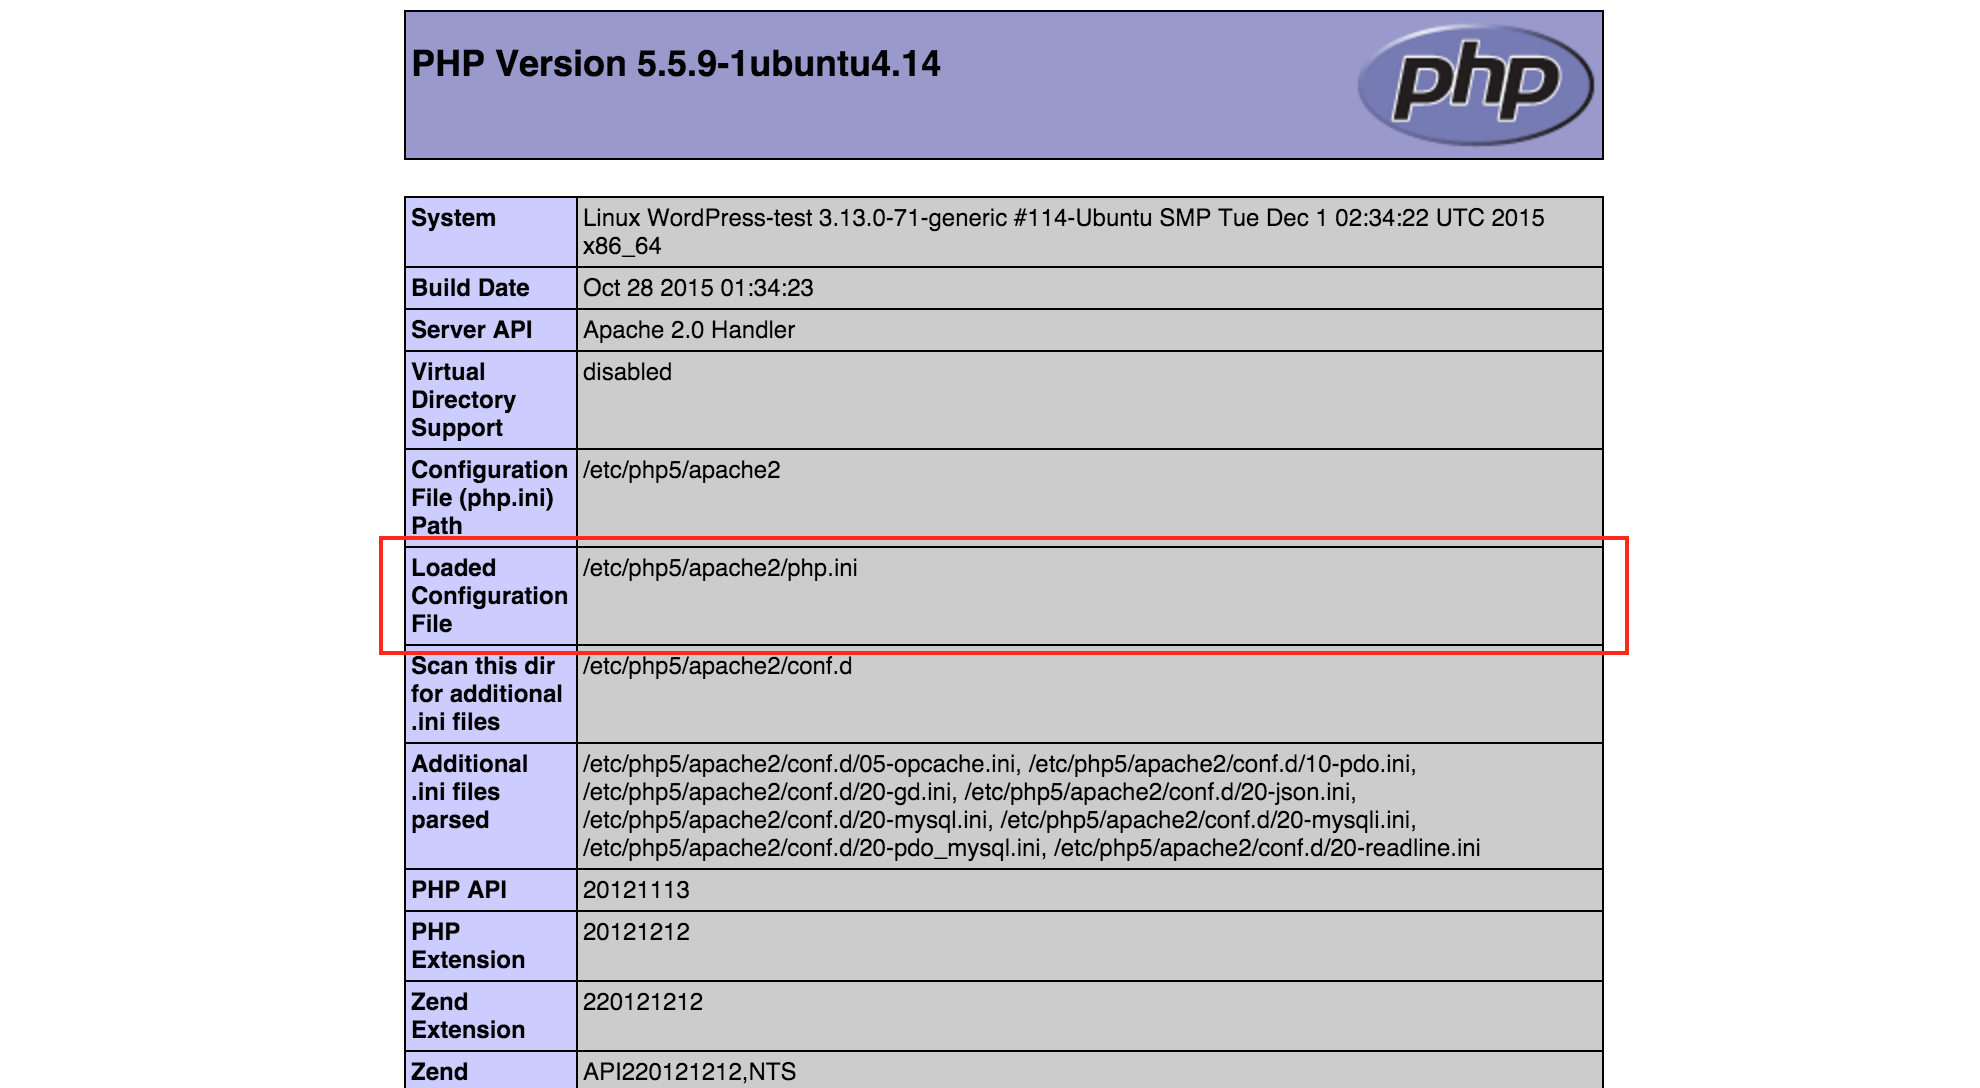 PHP Version 5.5.9-1ubuntu4.14
php
System
Linux WordPress-test 3.13.0-71-generic #114-Ubuntu SMP Tue Dec 1 02:34:22 UTC 2015
x86_64
Build Date
Oct 28 2015 01:34:23
Server API
Apache 2.0 Handler
Virtual
Directory
Support
disabled
Configuration
File (php.ini)
Path
/etc/php5/apache2
Loaded
Configuration
File
/etc/php5/apache2/php.ini
Scan this dir
for additional
.ini files
/etc/php5/apache2/conf.d
Additional
.ini files
parsed
/etc/php5/apache2/conf.d/05-opcache.ini, /etc/php5/apache2/conf.d/10-pdo.ini,
/etc/php5/apache2/conf.d/20-gd.ini, /etc/php5/apache2/conf.d/20-json.ini,
/etc/php5/apache2/conf.d/20-mysql.ini, /etc/php5/apache2/conf.d/20-mysqli.ini,
/etc/php5/apache2/conf.d/20-pdo_mysql.ini, /etc/php5/apache2/conf.d/20-readline.ini
PHP API
20121113
PHP
Extension
20121212
Zend
Extension
220121212
Zend
API220121212,NTS